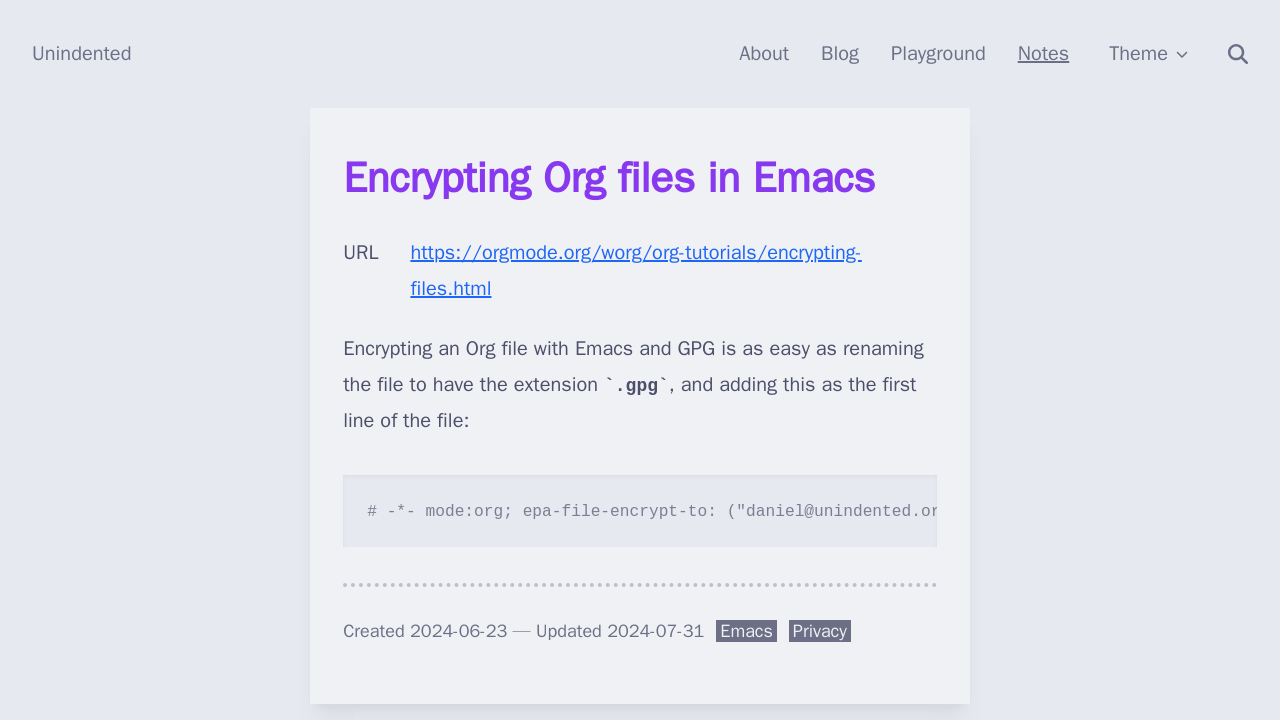 Unindented
About Blog Playground Notes Theme
Encrypting Org files in Emacs
URL https://orgmode.org/worg/org-tutorials/encrypting-
files.html
Encrypting an Org file with Emacs and GPG is as easy as renaming
the file to have the extension `.gpg`, and adding this as the first
line of the file:
# -*- mode:org; epa-file-encrypt-to: ("daniel@unindented.or
Created 2024-06-23 — Updated 2024-07-31 Emacs Privacy